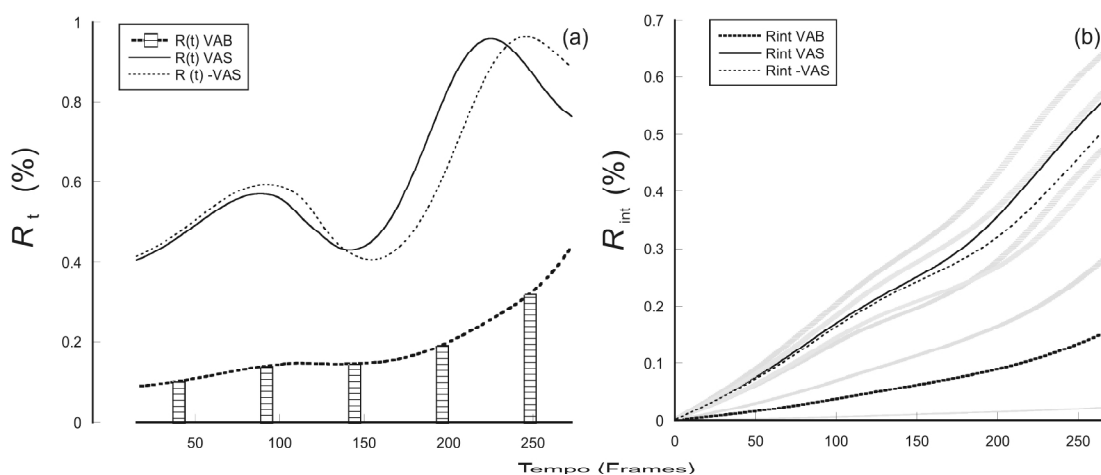 (a)
R(t) VAB
R(t) VAS
R (t) -VAS
R t (%)
1
0.8
0.6
0.4
0.2
0
50 100 150 200 250
(b)
Rint VAB
Rint VAS
Rint -VAS
R int (%)
0.7
0.6
0.5
0.4
0.3
0.2
0.1
0
0 50 100 150 200 250
Tempo (Frames)